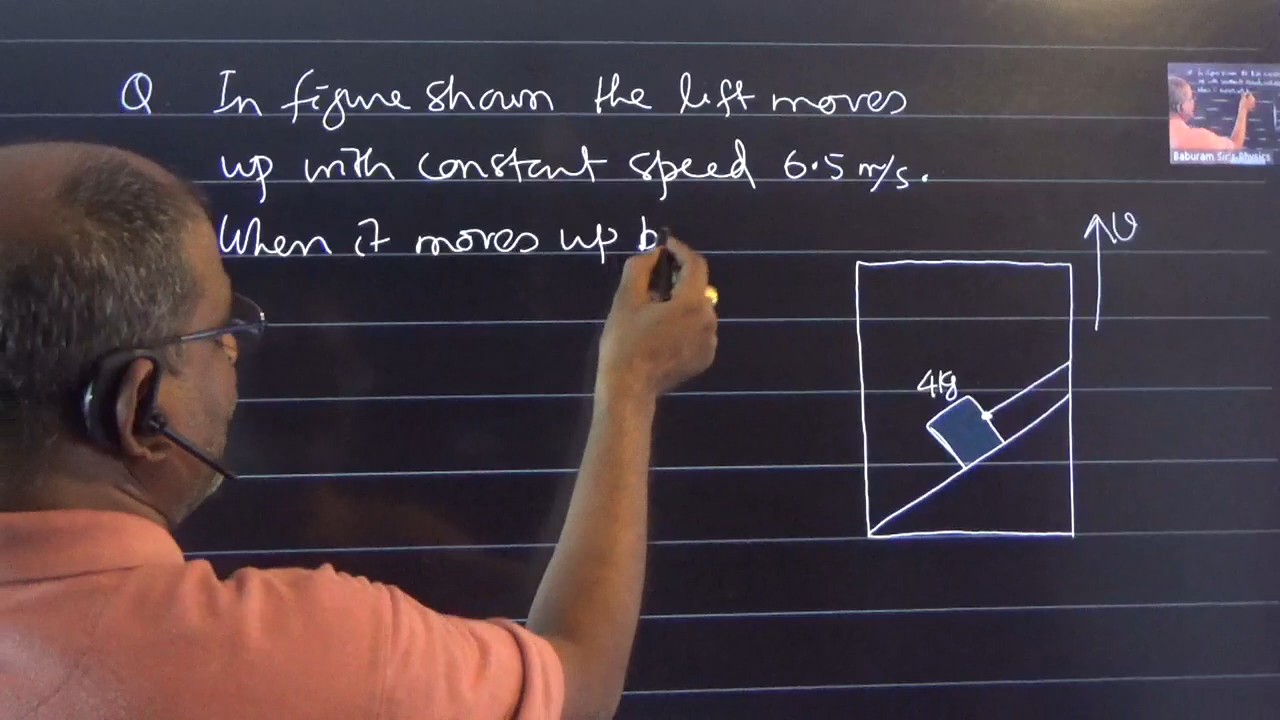 Q In figure shown the lift moves
up with constant speed 6.5 m/s.
When it moves up b
v
4Kg
Baburam Sir's Physics